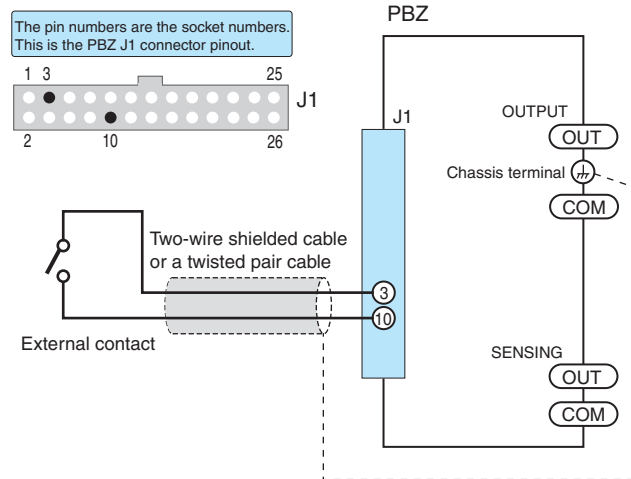 PBZ
The pin numbers are the socket numbers.
This is the PBZ J1 connector pinout.
1 3 25
J1
2 10 26
J1
OUTPUT
OUT
Chassis terminal
COM
Two-wire shielded cable
or a twisted pair cable
3
10
External contact
SENSING
OUT
COM